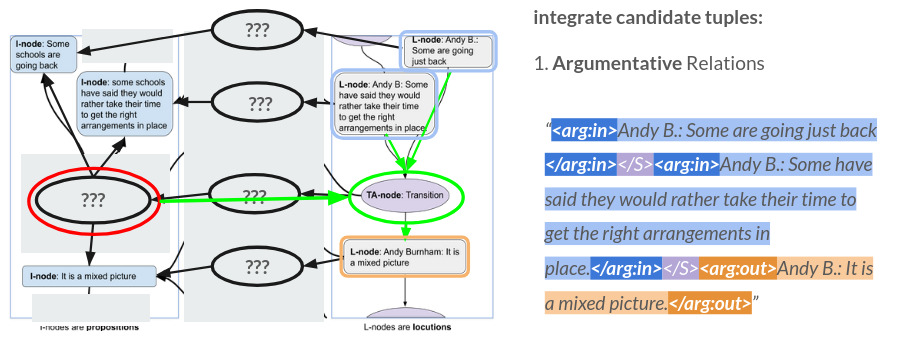 ???
I-node: Some
schools are
going back
L-node: Andy B.:
Some are going
just back
I-node: some schools
have said they would
rather take their time
to get the right
arrangements in place
???
L-node: Andy B: Some
have said they would
rather take their time
to get the right
arrangements in place
???
???
TA-node: Transition
I-node: It is a mixed picture
???
L-node: Andy Burnham: It is
a mixed picture
I-nodes are propositions
L-nodes are locutions
integrate candidate tuples:
1. Argumentative Relations
“<arg:in>Andy B.: Some are going just back
</arg:in></S><arg:in>Andy B.: Some have
said they would rather take their time to
get the right arrangements in
place.</arg:in></S><arg:out>Andy B.: It is
a mixed picture.</arg:out>”